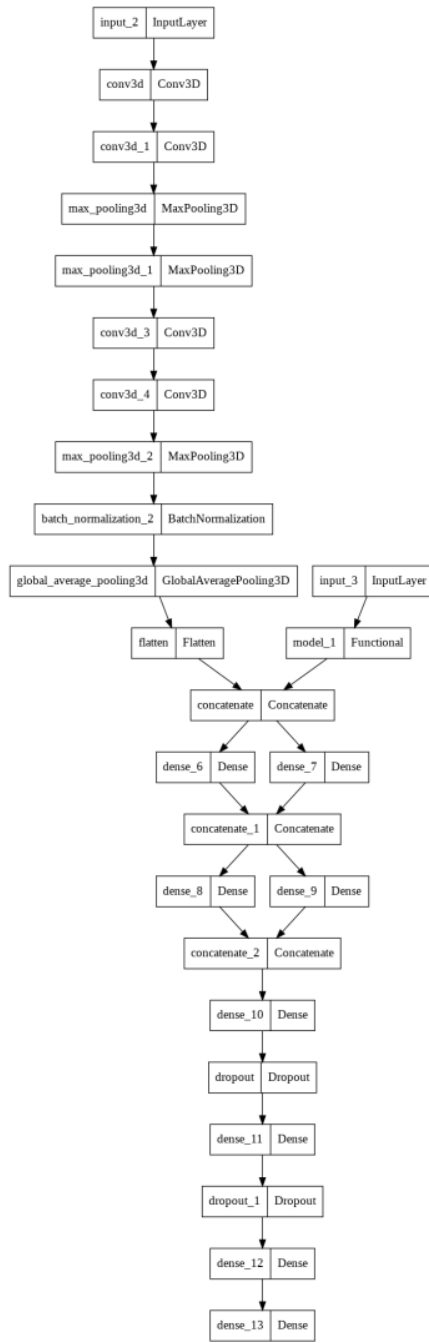 input_2 InputLayer
conv3d Conv3D
conv3d_1 Conv3D
max_pooling3d MaxPooling3D
max_pooling3d_1 MaxPooling3D
conv3d_3 Conv3D
conv3d_4 Conv3D
max_pooling3d_2 MaxPooling3D
batch_normalization_2 BatchNormalization
global_average_pooling3d GlobalAveragePooling3D input_3 InputLayer
flatten Flatten model_1 Functional
concatenate Concatenate
dense_6 Dense dense_7 Dense
concatenate_1 Concatenate
dense_8 Dense dense_9 Dense
concatenate_2 Concatenate
dense_10 Dense
dropout Dropout
dense_11 Dense
dropout_1 Dropout
dense_12 Dense
dense_13 Dense